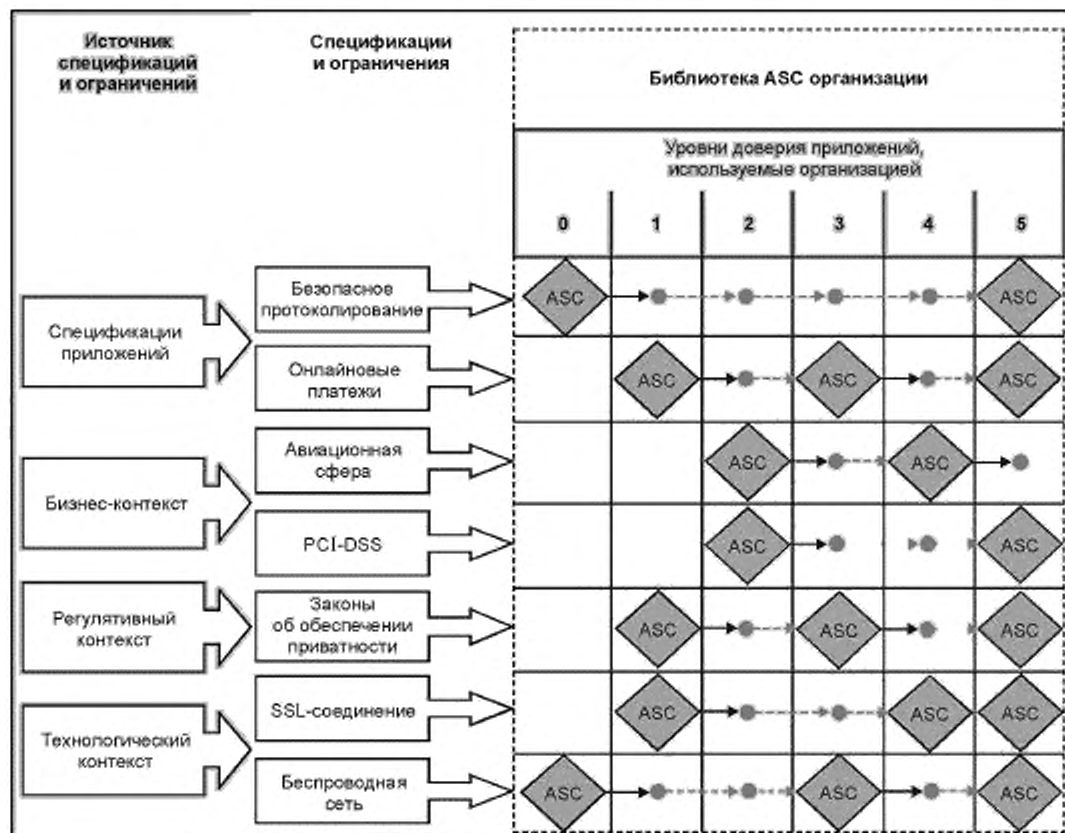 Источник
спецификаций
и ограничений
Спецификации
и ограничения
Библиотека ASC организации
Уровни доверия приложений,
используемые организацией
0 1 2 3 4 5
Спецификации
приложений
Безопасное
протоколирование
ASC ASC
Онлайновые
платежи
ASC ASC ASC
Бизнес-контекст
Авиационная
сфера
ASC ASC
PCI-DSS
ASC ASC
Регулятивный
контекст
Законы
об обеспечении
приватности
ASC ASC ASC
Технологический
контекст
SSL-соединение
ASC ASC ASC
Беспроводная
сеть
ASC ASC ASC